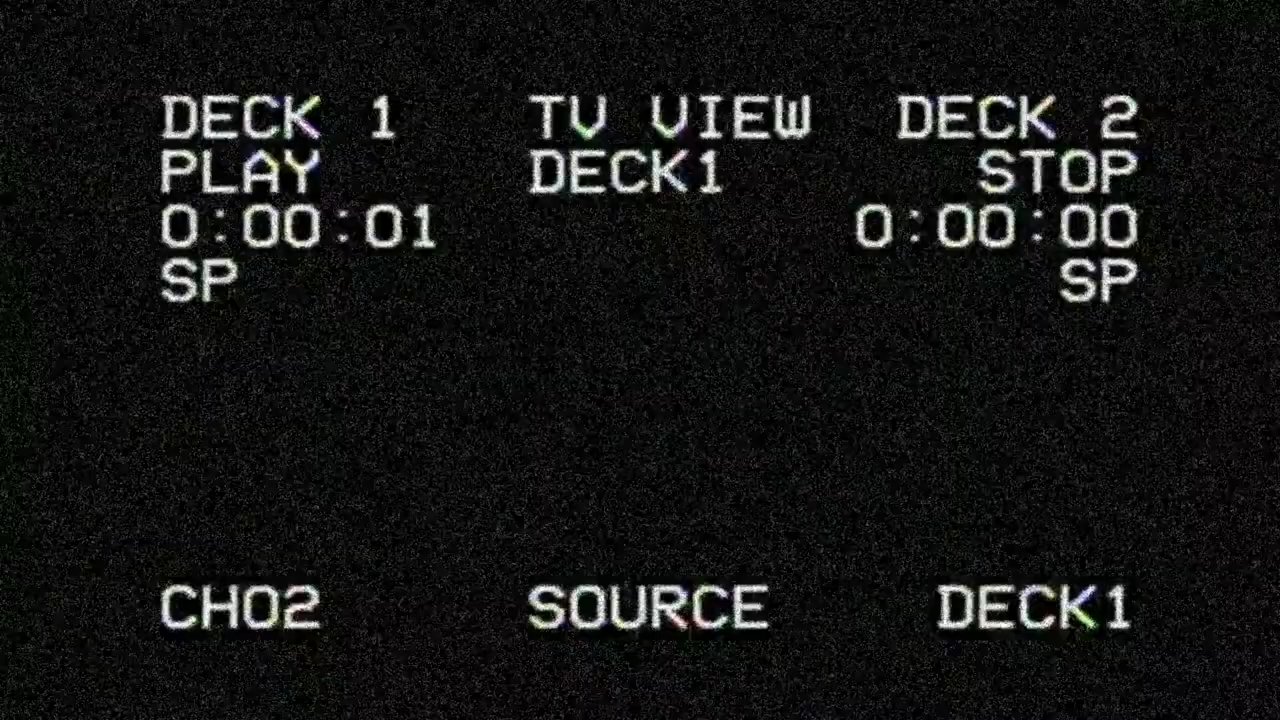 DECK 1 TV VIEW DECK 2
PLAY DECK1 STOP
0:00:01 0:00:00
SP SP
CH02 SOURCE DECK1